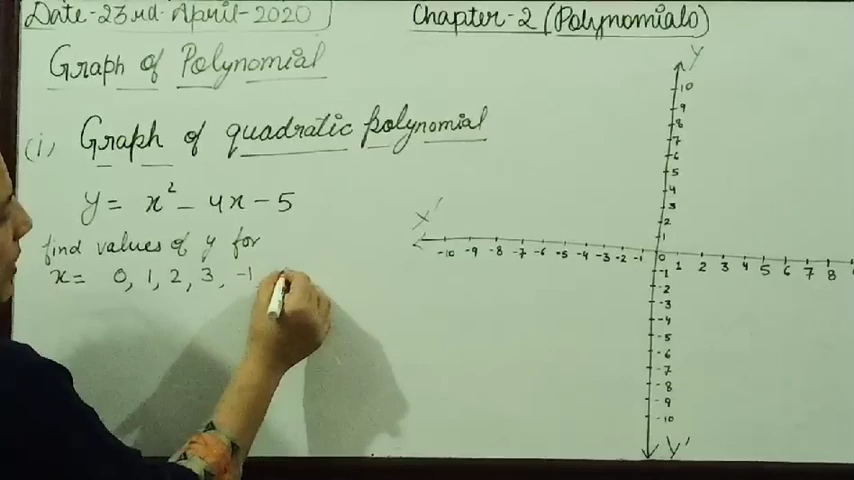 Date-23rd-April-2020
Chapter-2 (Polynomials)
Graph of Polynomial
(i) Graph of quadratic polynomial
y = x² - 4x - 5
find values of y for
x = 0, 1, 2, 3, -1
Y
10
9
8
7
6
5
4
3
2
1
X'
-10 -9 -8 -7 -6 -5 -4 -3 -2 -1 0 1 2 3 4 5 6 7 8
-1
-2
-3
-4
-5
-6
-7
-8
-9
-10
Y'